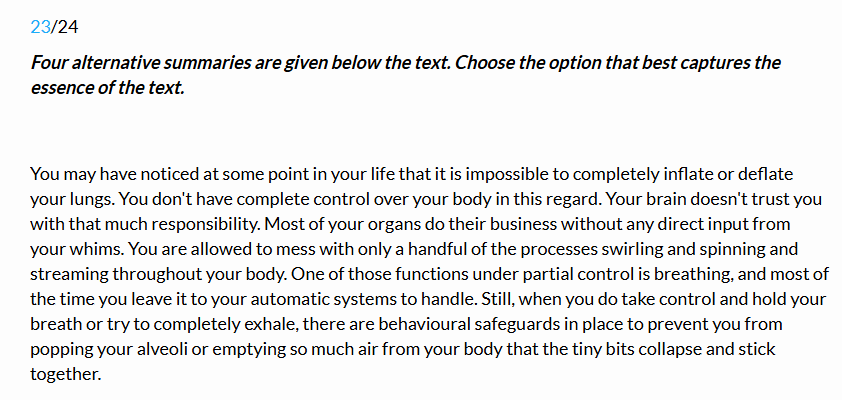 23/24
Four alternative summaries are given below the text. Choose the option that best captures the
essence of the text.
You may have noticed at some point in your life that it is impossible to completely inflate or deflate
your lungs. You don't have complete control over your body in this regard. Your brain doesn't trust you
with that much responsibility. Most of your organs do their business without any direct input from
your whims. You are allowed to mess with only a handful of the processes swirling and spinning and
streaming throughout your body. One of those functions under partial control is breathing, and most of
the time you leave it to your automatic systems to handle. Still, when you do take control and hold your
breath or try to completely exhale, there are behavioural safeguards in place to prevent you from
popping your alveoli or emptying so much air from your body that the tiny bits collapse and stick
together.